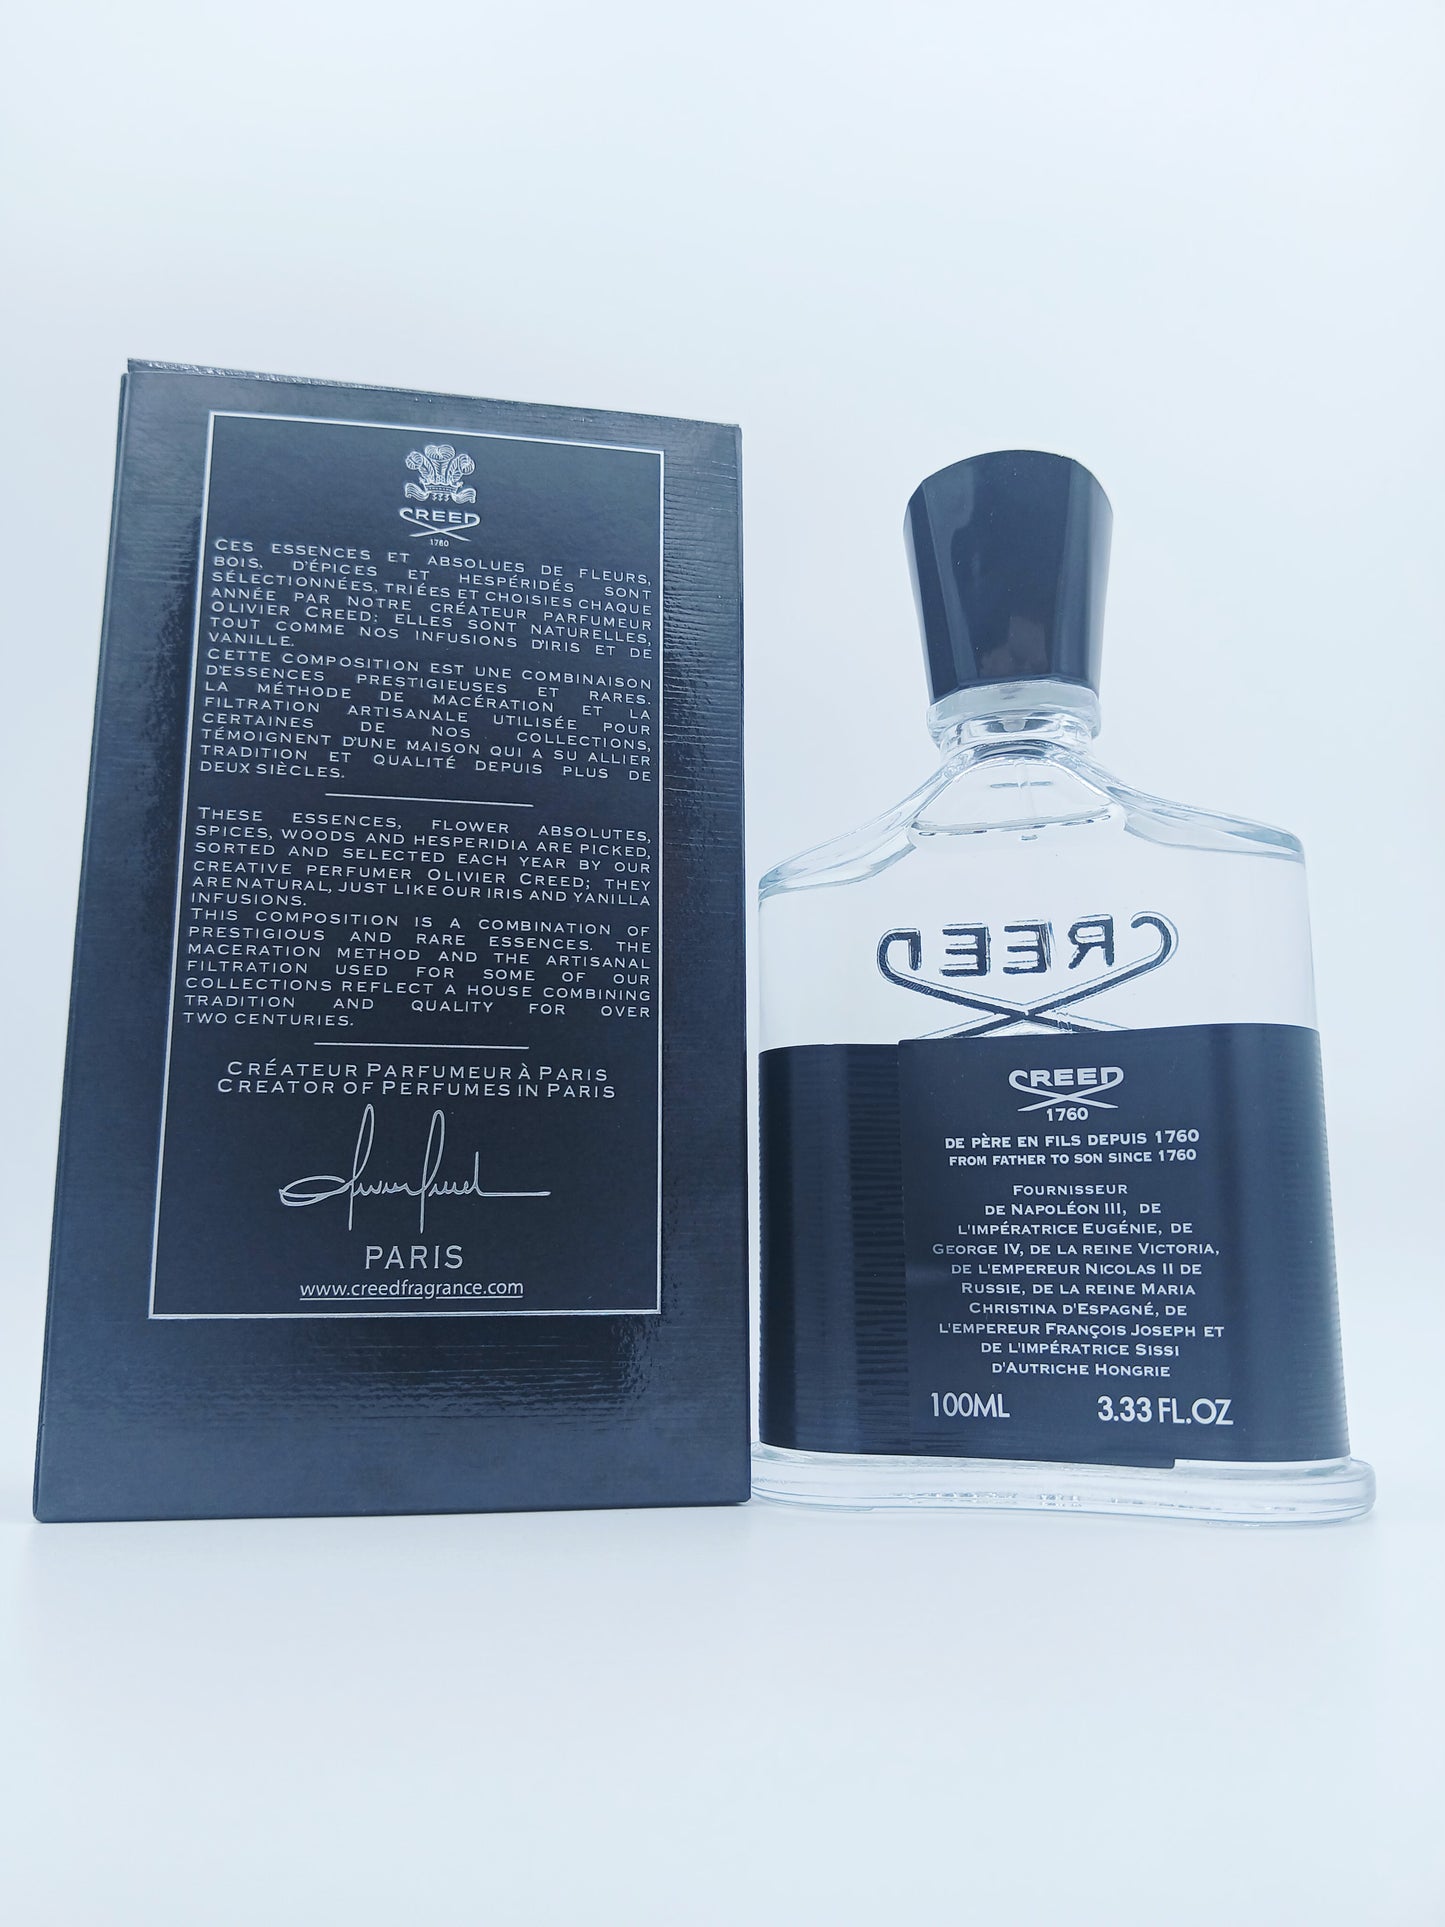 CREED
1760
CES ESSENCES ET ABSOLUES DE FLEURS,
BOIS, D'ÉPICES ET HESPÉRIDÉS SONT
SÉLECTIONNÉES, TRIÉES ET CHOISIES CHAQUE
ANNÉE PAR NOTRE CRÉATEUR PARFUMEUR
OLIVIER CREED; ELLES SONT NATURELLES,
TOUT COMME NOS INFUSIONS D'IRIS ET DE
VANILLE.
CETTE COMPOSITION EST UNE COMBINAISON
D'ESSENCES PRESTIGIEUSES ET RARES.
LA MÉTHODE DE MACÉRATION ET LA
FILTRATION ARTISANALE UTILISÉE POUR
CERTAINES DE NOS COLLECTIONS,
TÉMOIGNENT D'UNE MAISON QUI A SU ALLIER
TRADITION ET QUALITÉ DEPUIS PLUS DE
DEUX SIÈCLES.
THESE ESSENCES, FLOWER ABSOLUTES,
SPICES, WOODS AND HESPERIDIA ARE PICKED,
SORTED AND SELECTED EACH YEAR BY OUR
CREATIVE PERFUMER OLIVIER CREED; THEY
ARENATURAL, JUST LIKE OUR IRIS AND YANILLA
INFUSIONS.
THIS COMPOSITION IS A COMBINATION OF
PRESTIGIOUS AND RARE ESSENCES. THE
MACERATION METHOD AND THE ARTISANAL
FILTRATION USED FOR SOME OF OUR
COLLECTIONS REFLECT A HOUSE COMBINING
TRADITION AND QUALITY FOR OVER
TWO CENTURIES.
CRÉATEUR PARFUMEUR À PARIS
CREATOR OF PERFUMES IN PARIS
PARIS
www.creedfragrance.com
CREED
CREED
1760
DE PÈRE EN FILS DEPUIS 1760
FROM FATHER TO SON SINCE 1760
FOURNISSEUR
DE NAPOLÉON III, DE
L'IMPÉRATRICE EUGÉNIE, DE
GEORGE IV, DE LA REINE VICTORIA,
DE L'EMPEREUR NICOLAS II DE
RUSSIE, DE LA REINE MARIA
CHRISTINA D'ESPAGNÉ, DE
L'EMPEREUR FRANÇOIS JOSEPH ET
DE L'IMPÉRATRICE SISSI
D'AUTRICHE HONGRIE
100ML 3.33 FL.OZ